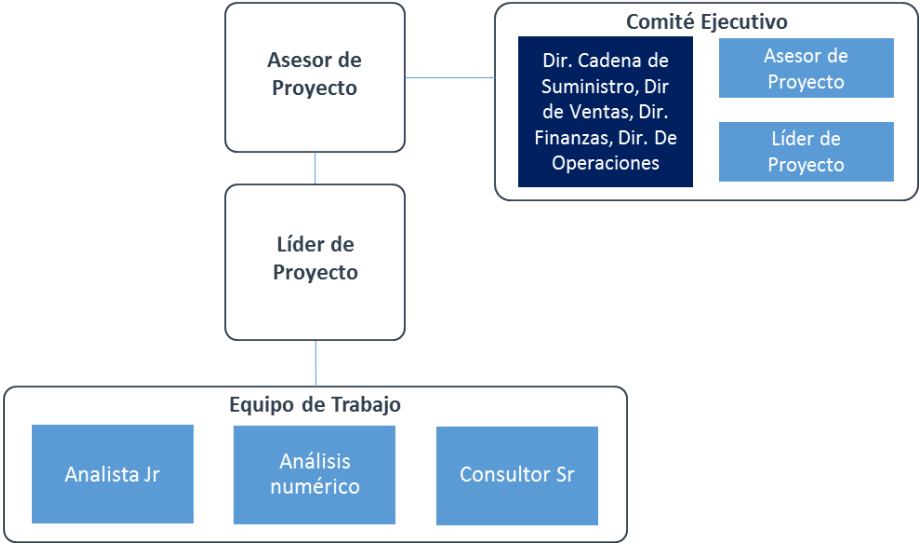 Asesor de
Proyecto
Comité Ejecutivo
Dir. Cadena de
Suministro, Dir
de Ventas, Dir.
Finanzas, Dir. De
Operaciones
Asesor de
Proyecto
Líder de
Proyecto
Líder de
Proyecto
Equipo de Trabajo
Analista Jr
Análisis
numérico
Consultor Sr